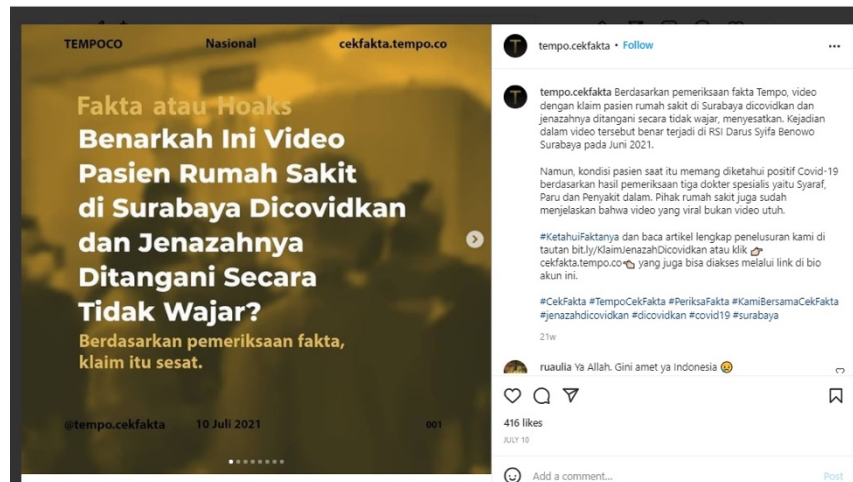 TEMPOCO Nasional cekfakta.tempo.co
Fakta atau Hoaks
Benarkah Ini Video
Pasien Rumah Sakit
di Surabaya Dicovidkan
dan Jenazahnya
Ditangani Secara
Tidak Wajar?
Berdasarkan pemeriksaan fakta,
klaim itu sesat.
@tempo.cekfakta 10 Juli 2021 001
tempo.cekfakta • Follow
tempo.cekfakta Berdasarkan pemeriksaan fakta Tempo, video
dengan klaim pasien rumah sakit di Surabaya dicovidkan dan
jenazahnya ditangani secara tidak wajar, menyesatkan. Kejadian
dalam video tersebut benar terjadi di RSI Darus Syifa Benowo
Surabaya pada Juni 2021.
Namun, kondisi pasien saat itu memang diketahui positif Covid-19
berdasarkan hasil pemeriksaan tiga dokter spesialis yaitu Syaraf,
Paru dan Penyakit dalam. Pihak rumah sakit juga sudah
menjelaskan bahwa video yang viral bukan video utuh.
#KetahuiFaktanya dan baca artikel lengkap penelusuran kami di
tautan bit.ly/KlaimJenazahDicovidkan atau klik 👉
cekfakta.tempo.co👈 yang juga bisa diakses melalui link di bio
akun ini.
#CekFakta #TempoCekFakta #PeriksaFakta #KamiBersamaCekFakta
#jenazahdicovidkan #dicovidkan #covid19 #surabaya
21w
ruaulia Ya Allah. Gini amet ya Indonesia 😥
416 likes
JULY 10
Add a comment... Post